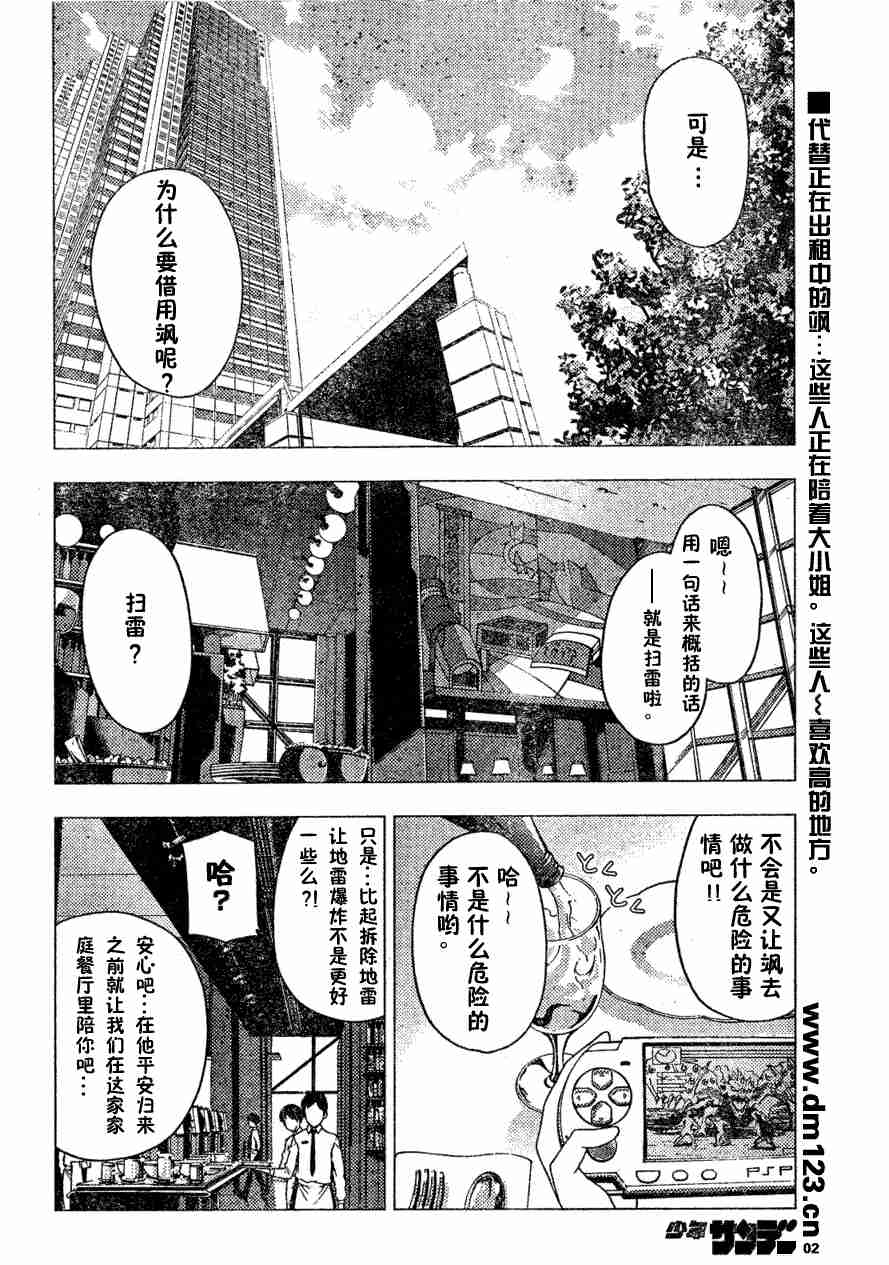 ■代替正在出租中的飒…这些人正在陪着大小姐。这些人~喜欢高的地方。
可是…
为什么要借用飒呢？
嗯~~
用一句话来概括的话
——就是扫雷啦。
扫雷？
不会是又让飒去
做什么危险的事
情吧!!
哈~~
不是什么危险的
事情哟。
PSP
只是…比起拆除地雷
让地雷爆炸不是更好
一些么?!
哈？
安心吧…在他平安归来
之前就让我们在这家家
庭餐厅里陪你吧…
www.dm123.cn
少年サンデー
02